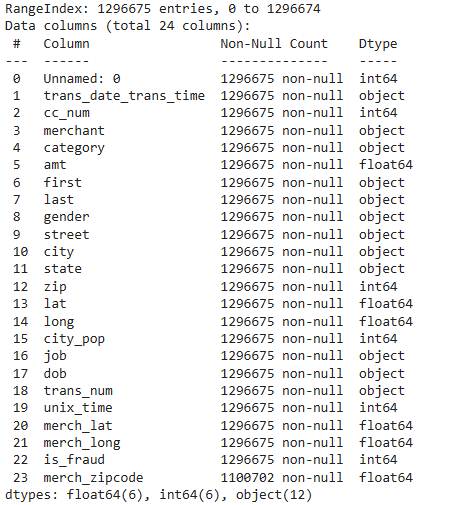 RangeIndex: 1296675 entries, 0 to 1296674
Data columns (total 24 columns):
 #   Column                 Non-Null Count    Dtype
---  ------                 --------------    -----
 0   Unnamed: 0             1296675 non-null  int64
 1   trans_date_trans_time  1296675 non-null  object
 2   cc_num                 1296675 non-null  int64
 3   merchant               1296675 non-null  object
 4   category               1296675 non-null  object
 5   amt                    1296675 non-null  float64
 6   first                  1296675 non-null  object
 7   last                   1296675 non-null  object
 8   gender                 1296675 non-null  object
 9   street                 1296675 non-null  object
 10  city                   1296675 non-null  object
 11  state                  1296675 non-null  object
 12  zip                    1296675 non-null  int64
 13  lat                    1296675 non-null  float64
 14  long                   1296675 non-null  float64
 15  city_pop               1296675 non-null  int64
 16  job                    1296675 non-null  object
 17  dob                    1296675 non-null  object
 18  trans_num              1296675 non-null  object
 19  unix_time              1296675 non-null  int64
 20  merch_lat              1296675 non-null  float64
 21  merch_long             1296675 non-null  float64
 22  is_fraud               1296675 non-null  int64
 23  merch_zipcode          1100702 non-null  float64
dtypes: float64(6), int64(6), object(12)